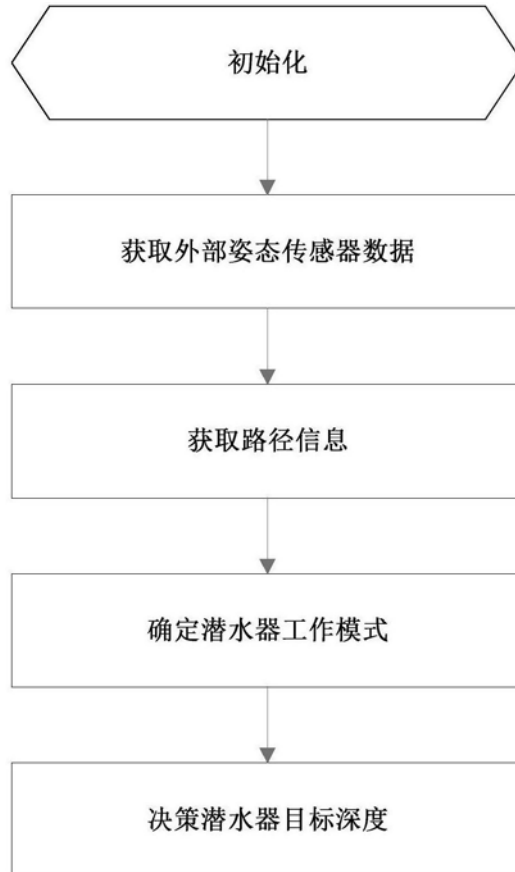 初始化
获取外部姿态传感器数据
获取路径信息
确定潜水器工作模式
决策潜水器目标深度